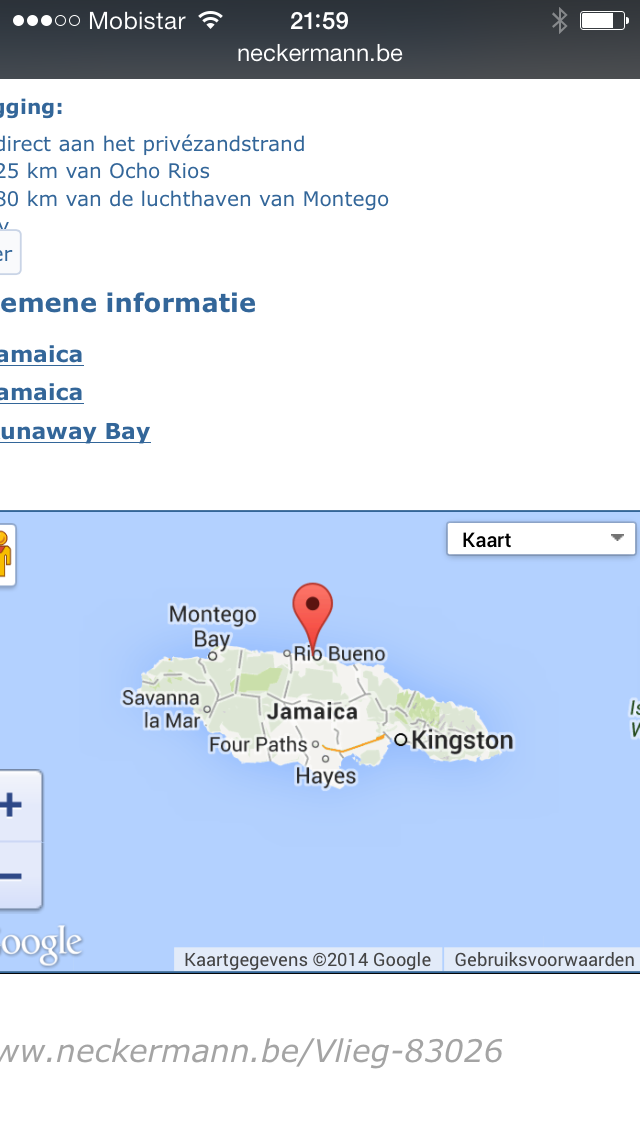 Mobistar 21:59
neckermann.be
gging:
direct aan het privézandstrand
25 km van Ocho Rios
80 km van de luchthaven van Montego
y
er
emene informatie
amaica
amaica
unaway Bay
Kaart
Montego
Bay
Rio Bueno
Savanna
la Mar
Jamaica
Four Paths
Kingston
Hayes
Is
W
+
−
oogle
Kaartgegevens ©2014 Google
Gebruiksvoorwaarden
ww.neckermann.be/Vlieg-83026